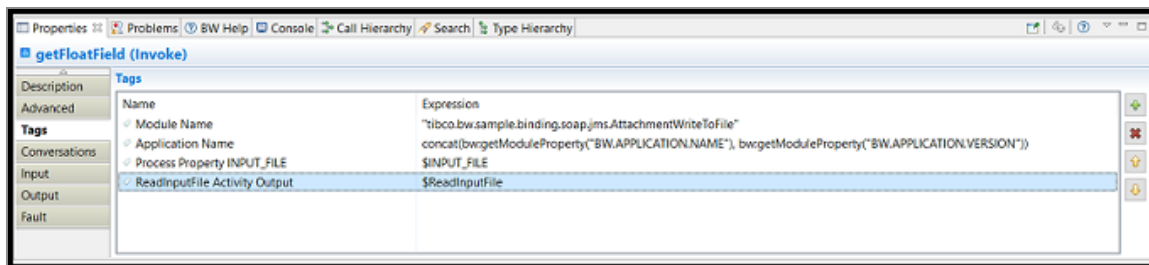 Properties Problems BW Help Console Call Hierarchy Search Type Hierarchy
getFloatField (Invoke)
Description
Advanced
Tags
Conversations
Input
Output
Fault
Tags
Name Expression
Module Name "tibco.bw.sample.binding.soap.jms.AttachmentWriteToFile"
Application Name concat(bw:getModuleProperty("BW.APPLICATION.NAME"), bw:getModuleProperty("BW.APPLICATION.VERSION"))
Process Property INPUT_FILE $INPUT_FILE
ReadInputFile Activity Output $ReadInputFile